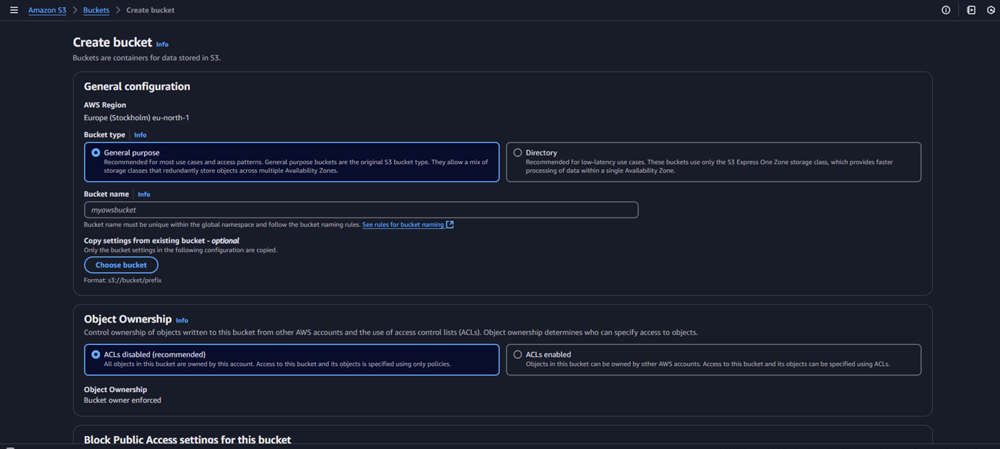 Amazon S3 > Buckets > Create bucket
Create bucket Info
Buckets are containers for data stored in S3.
General configuration
AWS Region
Europe (Stockholm) eu-north-1
Bucket type Info
General purpose
Recommended for most use cases and access patterns. General purpose buckets are the original S3 bucket type. They allow a mix of
storage classes that redundantly store objects across multiple Availability Zones.
Directory
Recommended for low-latency use cases. These buckets use only the S3 Express One Zone storage class, which provides faster
processing of data within a single Availability Zone.
Bucket name Info
myawsbucket
Bucket name must be unique within the global namespace and follow the bucket naming rules. See rules for bucket naming
Copy settings from existing bucket - optional
Only the bucket settings in the following configuration are copied.
Choose bucket
Format: s3://bucket/prefix
Object Ownership Info
Control ownership of objects written to this bucket from other AWS accounts and the use of access control lists (ACLs). Object ownership determines who can specify access to objects.
ACLs disabled (recommended)
All objects in this bucket are owned by this account. Access to this bucket and its objects is specified using only policies.
ACLs enabled
Objects in this bucket can be owned by other AWS accounts. Access to this bucket and its objects can be specified using ACLs.
Object Ownership
Bucket owner enforced
Block Public Access settings for this bucket